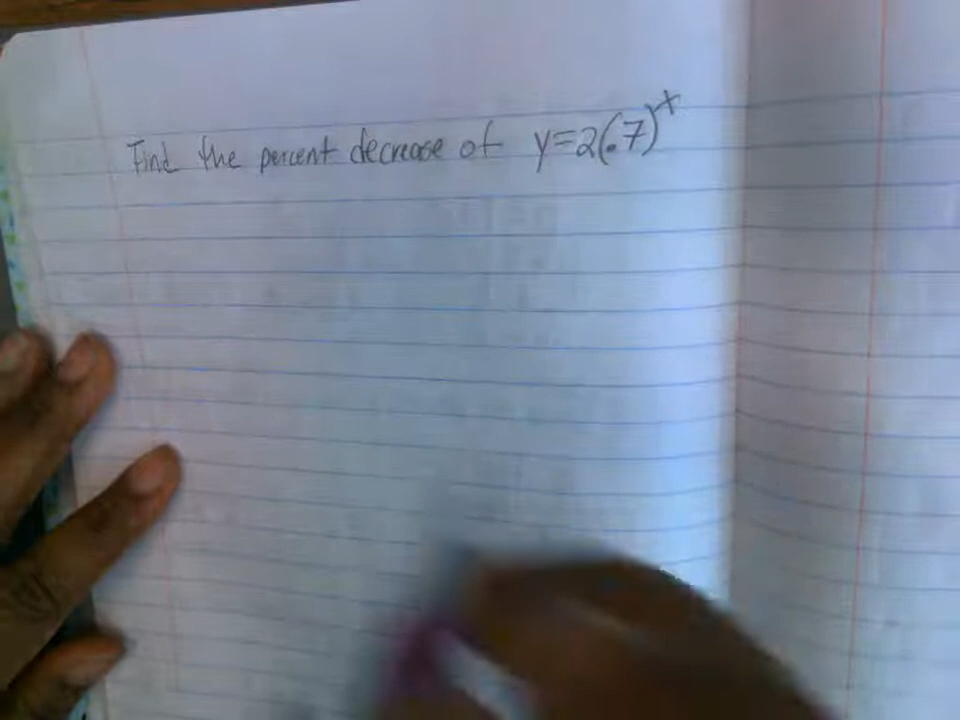 Find the percent decrease of y=2(.7)^x